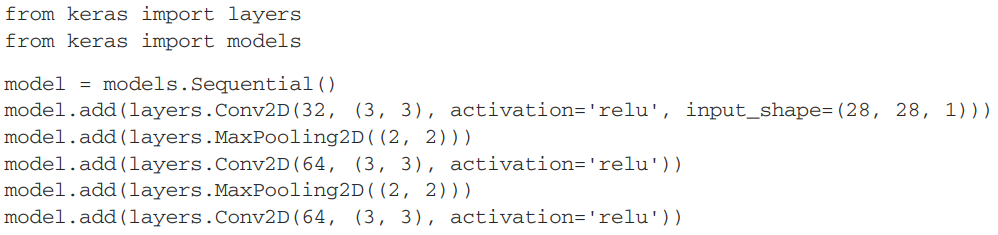 from keras import layers
from keras import models
model = models.Sequential()
model.add(layers.Conv2D(32, (3, 3), activation='relu', input_shape=(28, 28, 1)))
model.add(layers.MaxPooling2D((2, 2)))
model.add(layers.Conv2D(64, (3, 3), activation='relu'))
model.add(layers.MaxPooling2D((2, 2)))
model.add(layers.Conv2D(64, (3, 3), activation='relu'))